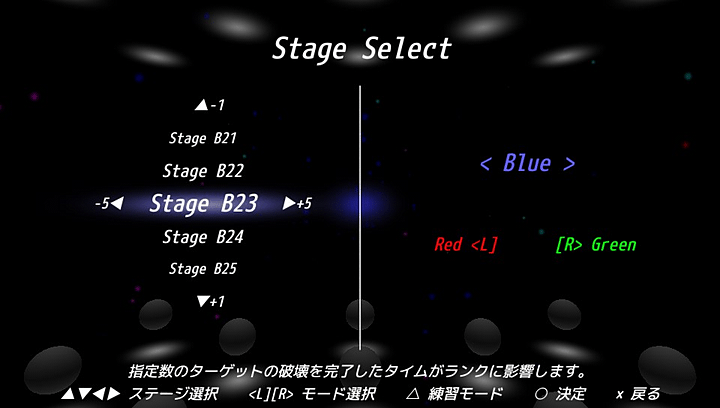 Stage Select
▲-1
Stage B21
Stage B22
-5◀ Stage B23 ▶+5
Stage B24
Stage B25
▼+1
< Blue >
Red <L]
[R> Green
指定数のターゲットの破壊を完了したタイムがランクに影響します。
▲▼◀▶ ステージ選択 <L][R> モード選択 △ 練習モード ○ 決定 × 戻る